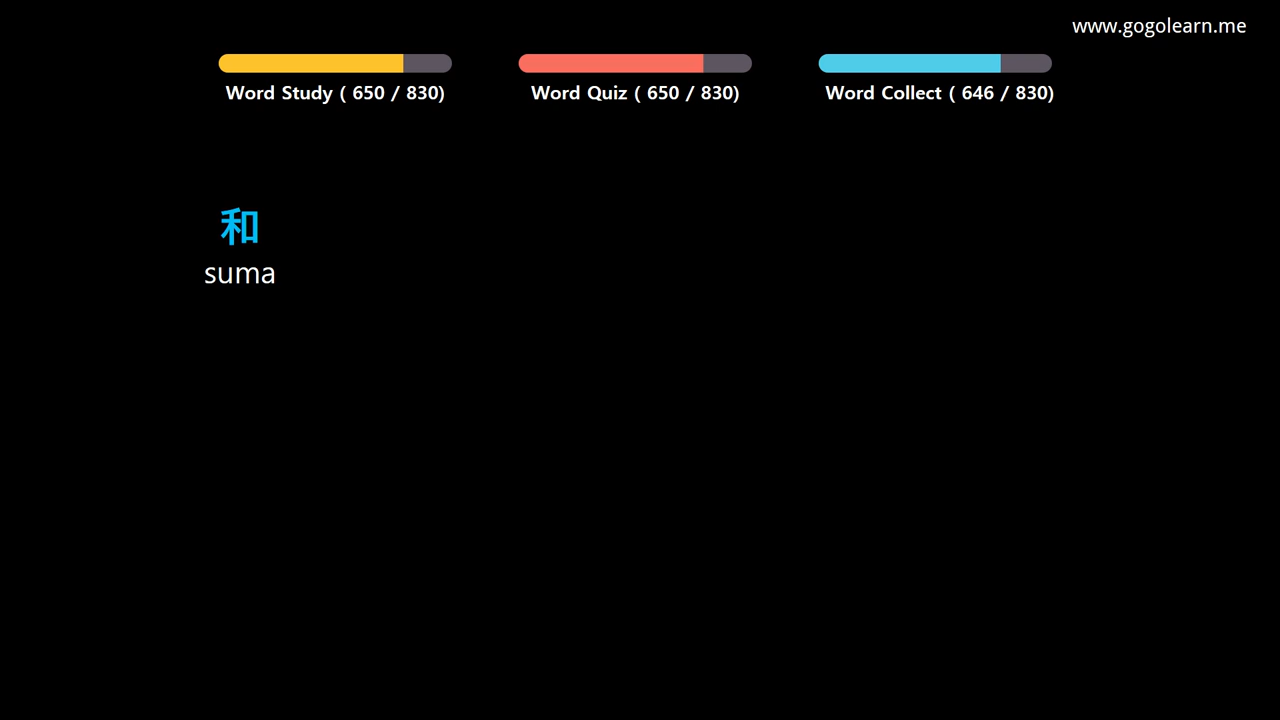 www.gogolearn.me
Word Study ( 650 / 830)
Word Quiz ( 650 / 830)
Word Collect ( 646 / 830)
和
suma